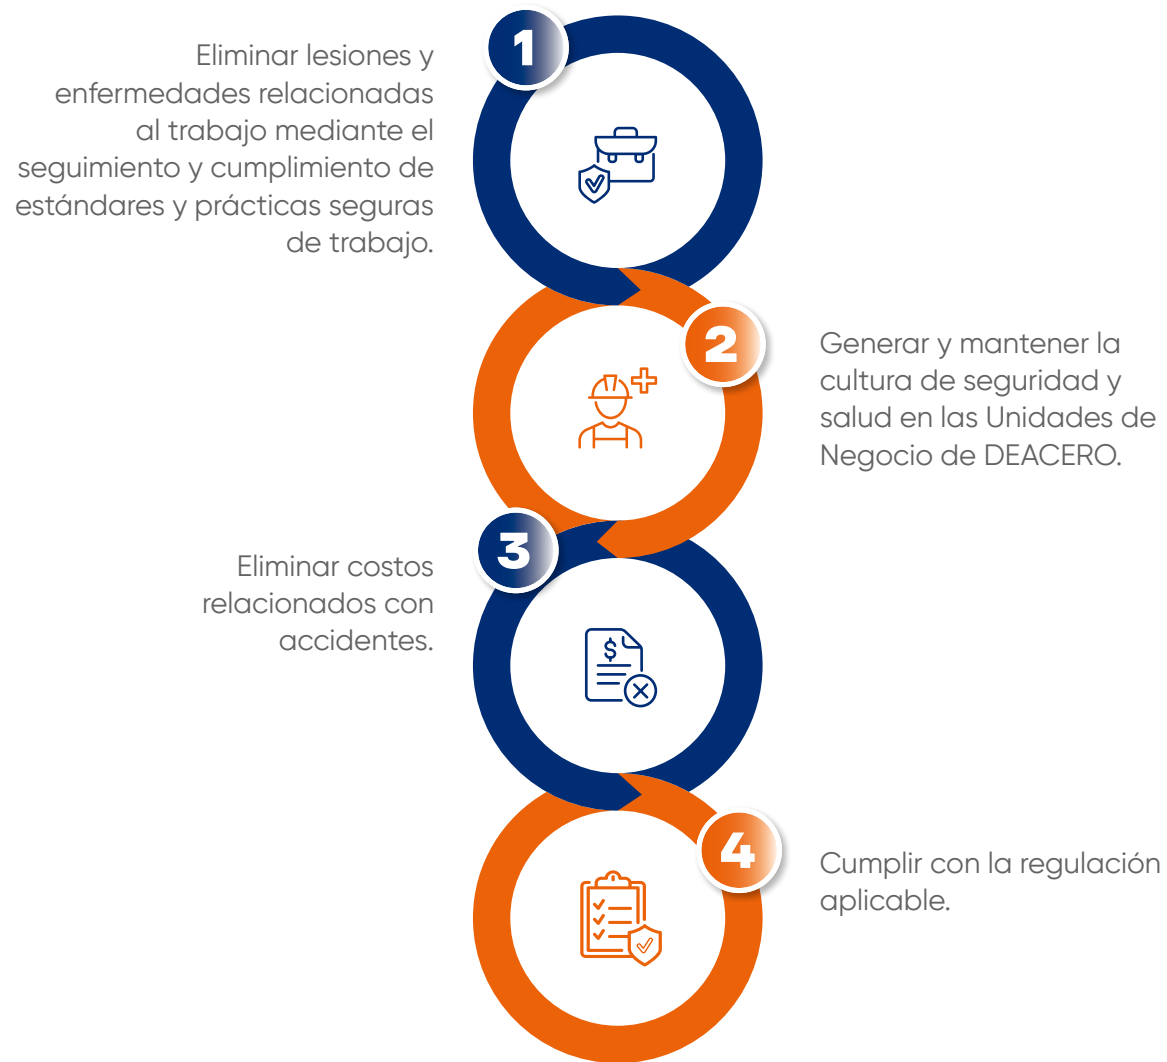 1
Eliminar lesiones y
enfermedades relacionadas
al trabajo mediante el
seguimiento y cumplimiento de
estándares y prácticas seguras
de trabajo.
2
Generar y mantener la
cultura de seguridad y
salud en las Unidades de
Negocio de DEACERO.
3
Eliminar costos
relacionados con
accidentes.
$
4
Cumplir con la regulación
aplicable.